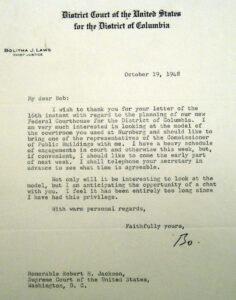 District Court of the United States
for the District of Columbia
BOLITHA J. LAWS
CHIEF JUSTICE
October 19, 1948
My dear Bob:
I wish to thank you for your letter of the
16th instant with regard to the planning of our new
Federal Courthouse for the District of Columbia. I
am very much interested in looking at the model of
the courtroom you used at Nurnberg and should like to
bring one of the representatives of the Commissioner
of Public Buildings with me. I have a heavy schedule
of engagements in court and otherwise this week, but,
if convenient, I should like to come the early part
of next week. I shall telephone your secretary in
advance to see what time is agreeable.
Not only will it be interesting to look at the
model, but I am anticipating the opportunity of a chat
with you. I feel it has been entirely too long since
I have had this privilege.
With warm personal regards,
Faithfully yours,
Bo.
Honorable Robert H. Jackson,
Supreme Court of the United States,
Washington, D. C.